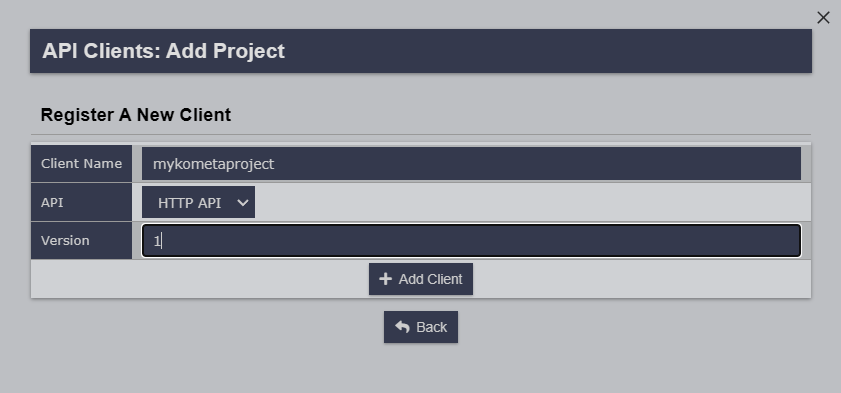 API Clients: Add Project
Register A New Client
Client Name mykometaproject
API HTTP API
Version 1
Add Client
Back